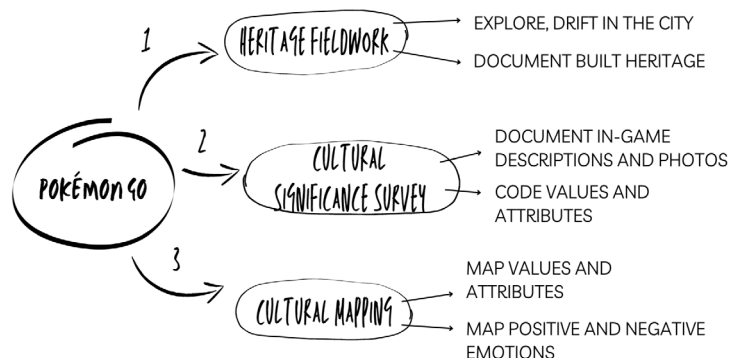 1
HERITAGE FIELDWORK
EXPLORE, DRIFT IN THE CITY
DOCUMENT BUILT HERITAGE
POKÉMON GO
2
CULTURAL
SIGNIFICANCE SURVEY
DOCUMENT IN-GAME
DESCRIPTIONS AND PHOTOS
CODE VALUES AND
ATTRIBUTES
3
CULTURAL MAPPING
MAP VALUES AND
ATTRIBUTES
MAP POSITIVE AND NEGATIVE
EMOTIONS